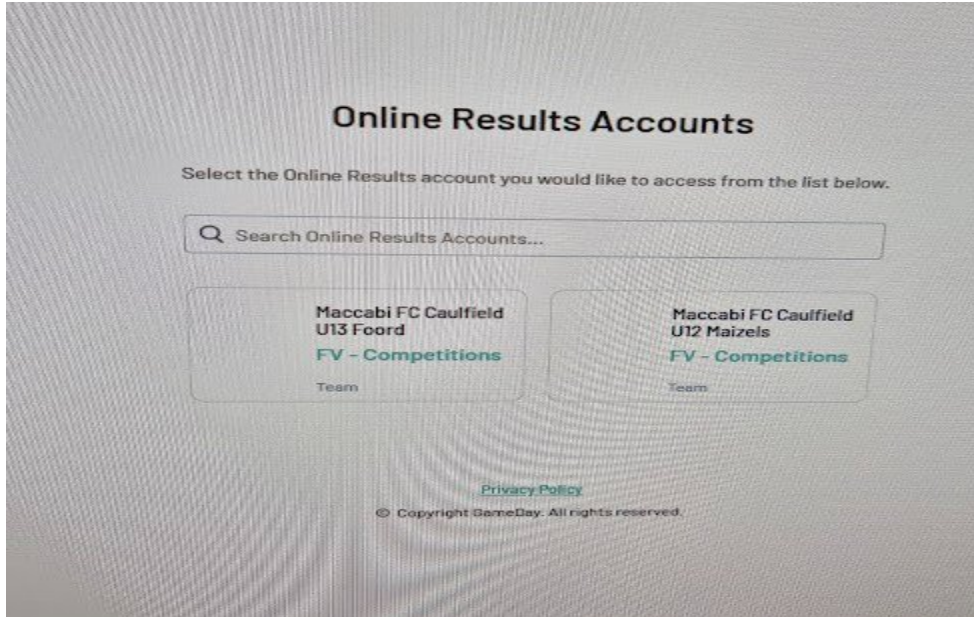 Online Results Accounts
Select the Online Results account you would like to access from the list below.
Search Online Results Accounts...
Maccabi FC Caulfield
U13 Foord
FV - Competitions
Team
Maccabi FC Caulfield
U12 Maizels
FV - Competitions
Team
Privacy Policy
© Copyright GameDay. All rights reserved.